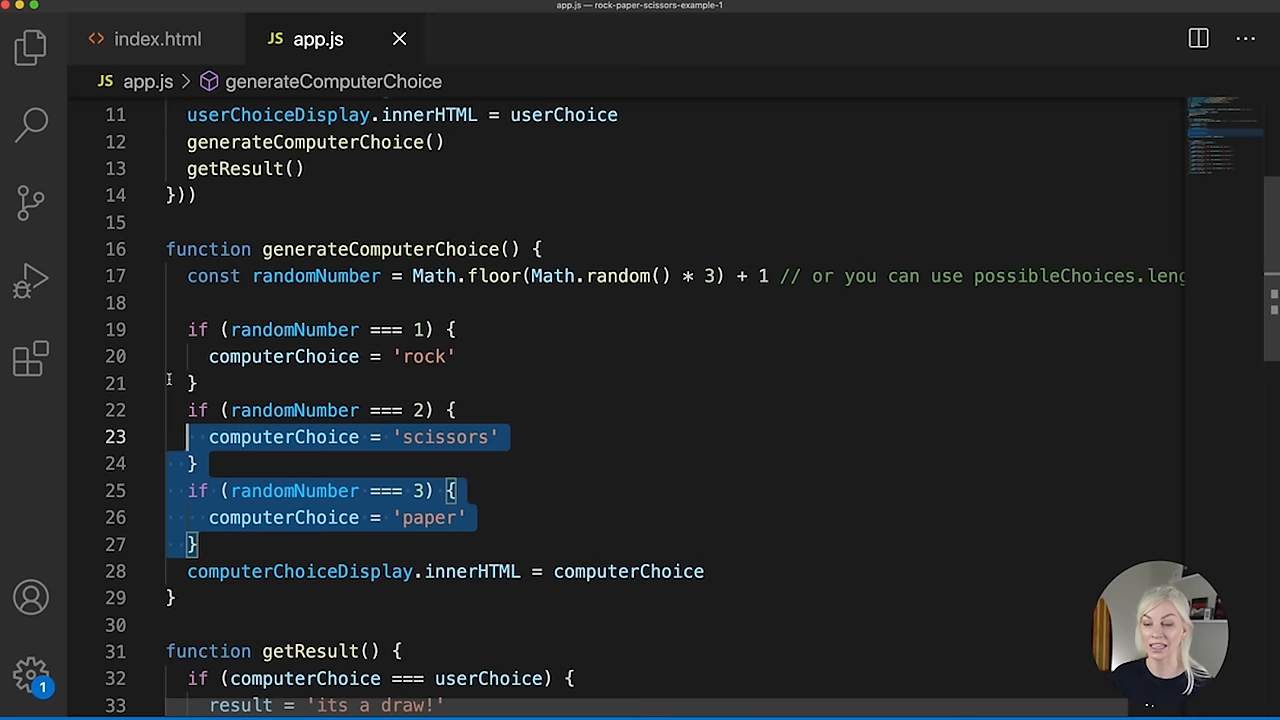 app.js — rock-paper-scissors-example-1
<> index.html
JS app.js
JS app.js > generateComputerChoice
11 userChoiceDisplay.innerHTML = userChoice
12 generateComputerChoice()
13 getResult()
14 }))
15
16 function generateComputerChoice() {
17 const randomNumber = Math.floor(Math.random() * 3) + 1 // or you can use possibleChoices.leng
18
19 if (randomNumber === 1) {
20 computerChoice = 'rock'
21 }
22 if (randomNumber === 2) {
23 computerChoice = 'scissors'
24 }
25 if (randomNumber === 3) {
26 computerChoice = 'paper'
27 }
28 computerChoiceDisplay.innerHTML = computerChoice
29 }
30
31 function getResult() {
32 if (computerChoice === userChoice) {
33 result = 'its a draw!'
1